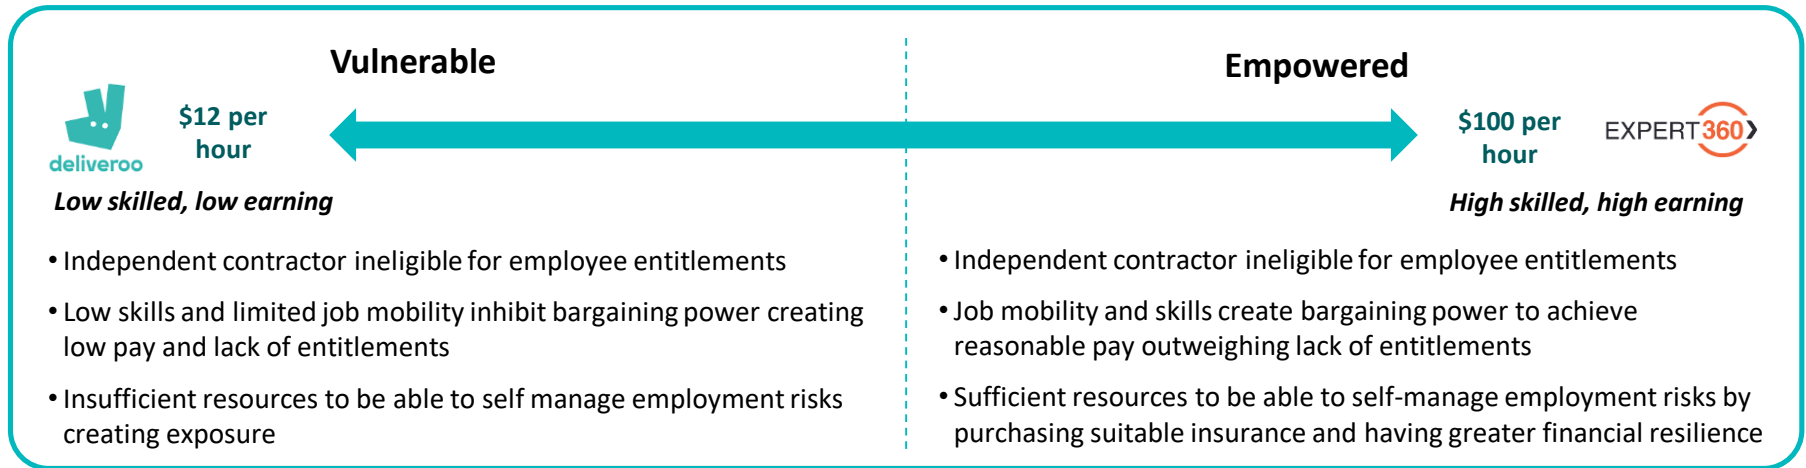 Vulnerable
deliveroo
$12 per
hour
Low skilled, low earning
• Independent contractor ineligible for employee entitlements
• Low skills and limited job mobility inhibit bargaining power creating
low pay and lack of entitlements
• Insufficient resources to be able to self manage employment risks
creating exposure
Empowered
$100 per
hour
EXPERT360
High skilled, high earning
• Independent contractor ineligible for employee entitlements
• Job mobility and skills create bargaining power to achieve
reasonable pay outweighing lack of entitlements
• Sufficient resources to be able to self-manage employment risks by
purchasing suitable insurance and having greater financial resilience